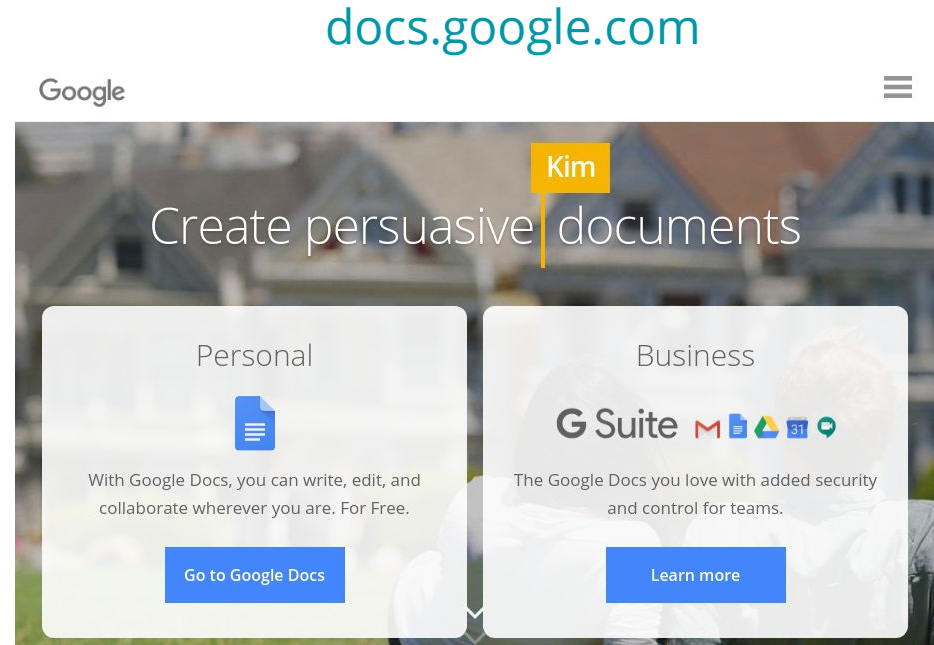 docs.google.com
Google
Kim
Create persuasive documents
Personal
With Google Docs, you can write, edit, and
collaborate wherever you are. For Free.
Go to Google Docs
Business
G Suite
31
The Google Docs you love with added security
and control for teams.
Learn more